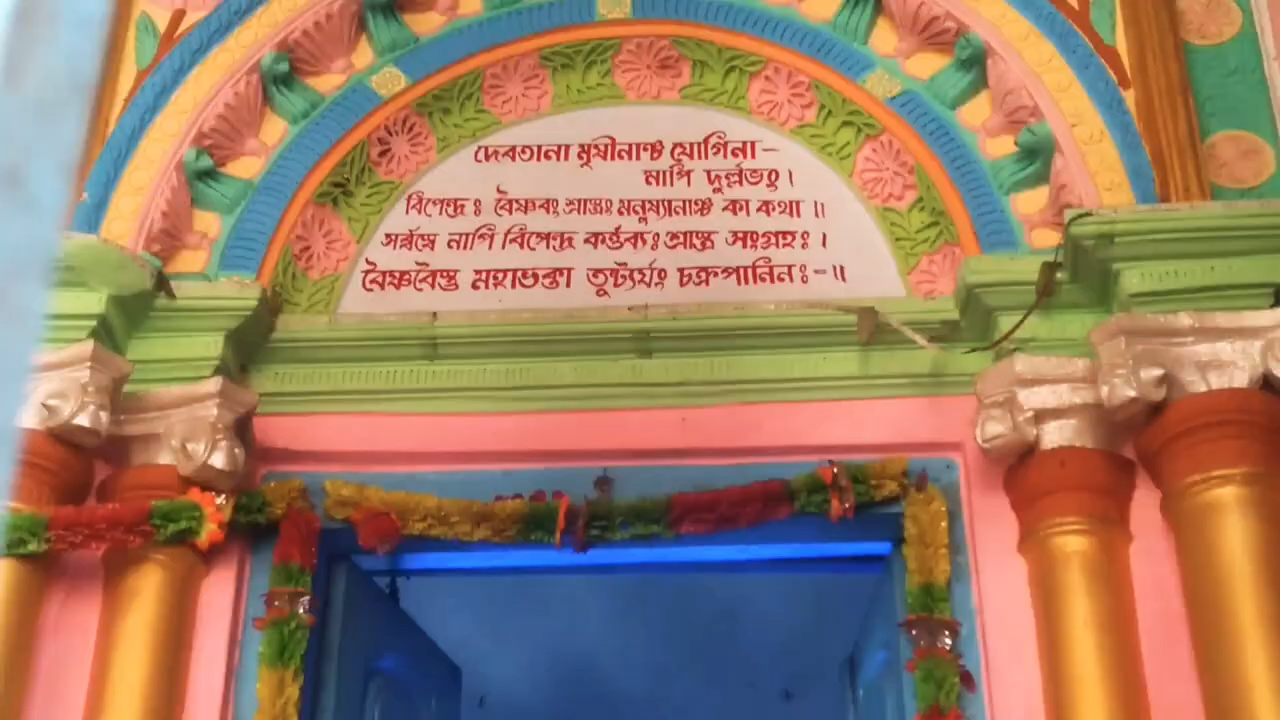 দেবতানা মৃষীনাঞ্চ যোগিনা-
মাপি দুর্ল্লভং।
বিপেন্দ্র ঃ বৈষ্ণবং শ্রাস্ত্রং মনুষ্যানাঞ্চ কা কথা ॥
সর্ব্বস্বে নাপি বিপেন্দ্র কর্ত্তব্যঃ শ্রাস্ত্র সংগ্রহঃ।
বৈষ্ণবৈস্তু মহাভক্তা তুষ্ট্যর্যং চক্রপানিনঃ-॥